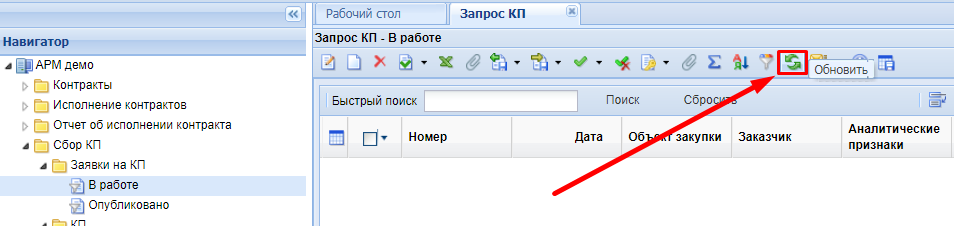 Рабочий стол
Запрос КП
Навигатор
Запрос КП - В работе
АРМ демо
Контракты
Исполнение контрактов
Отчет об исполнении контракта
Сбор КП
Заявки на КП
В работе
Опубликовано
КП
Обновить
Быстрый поиск
Поиск
Сбросить
Номер
Дата
Объект закупки
Заказчик
Аналитические
признаки